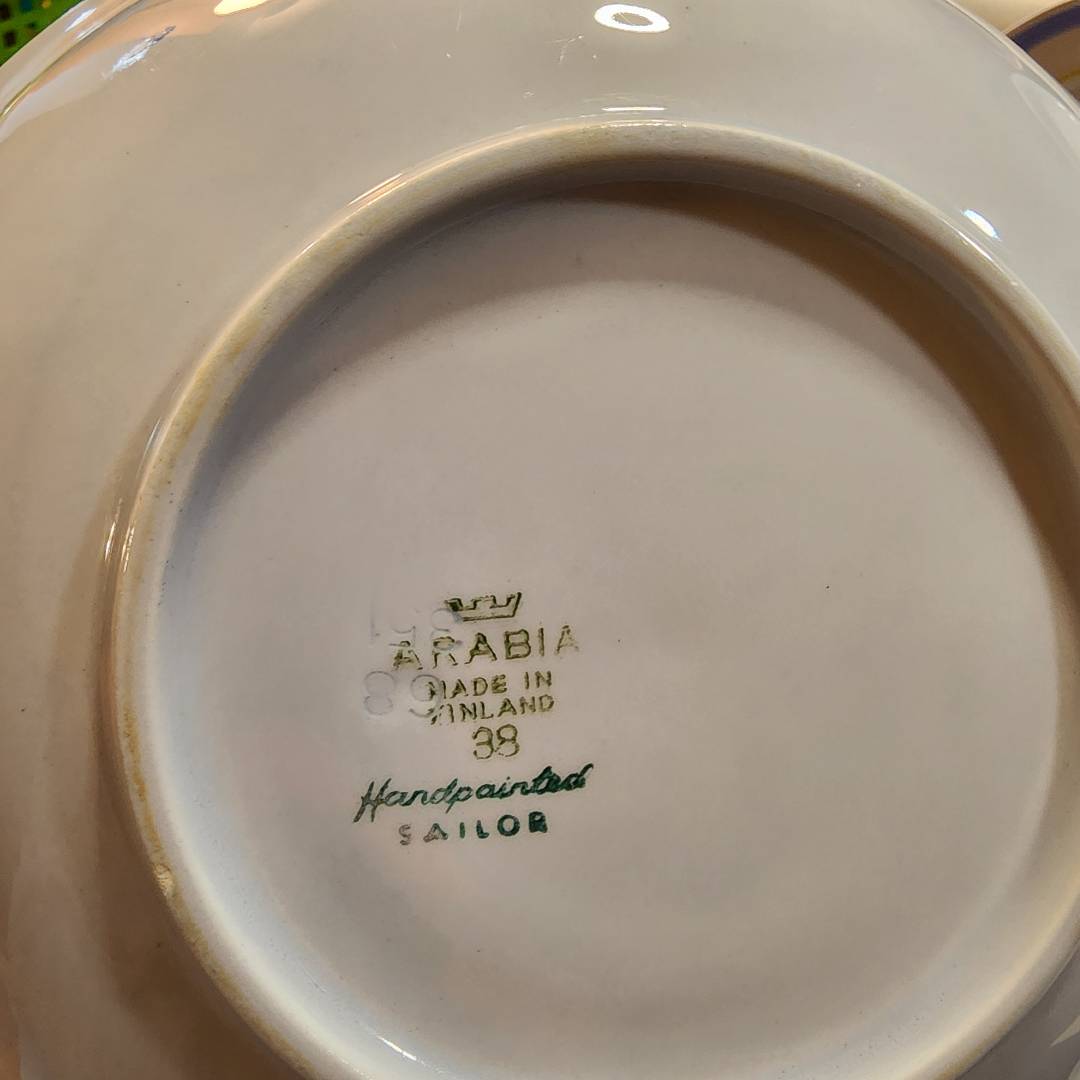 ARABIA
MADE IN
FINLAND
38
Handpainted
SAILOR